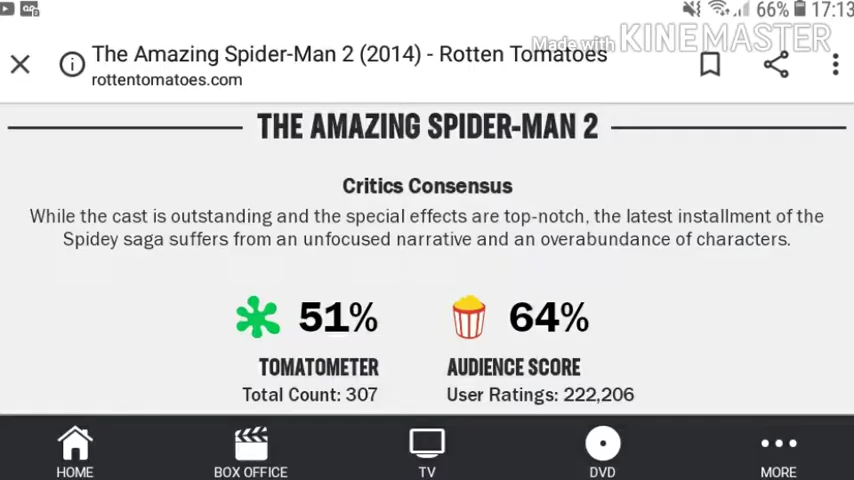 66% 17:13
Made with KINEMASTER
The Amazing Spider-Man 2 (2014) - Rotten Tomatoes
rottentomatoes.com
THE AMAZING SPIDER-MAN 2
Critics Consensus
While the cast is outstanding and the special effects are top-notch, the latest installment of the
Spidey saga suffers from an unfocused narrative and an overabundance of characters.
51% 64%
TOMATOMETER AUDIENCE SCORE
Total Count: 307 User Ratings: 222,206
HOME BOX OFFICE TV DVD MORE